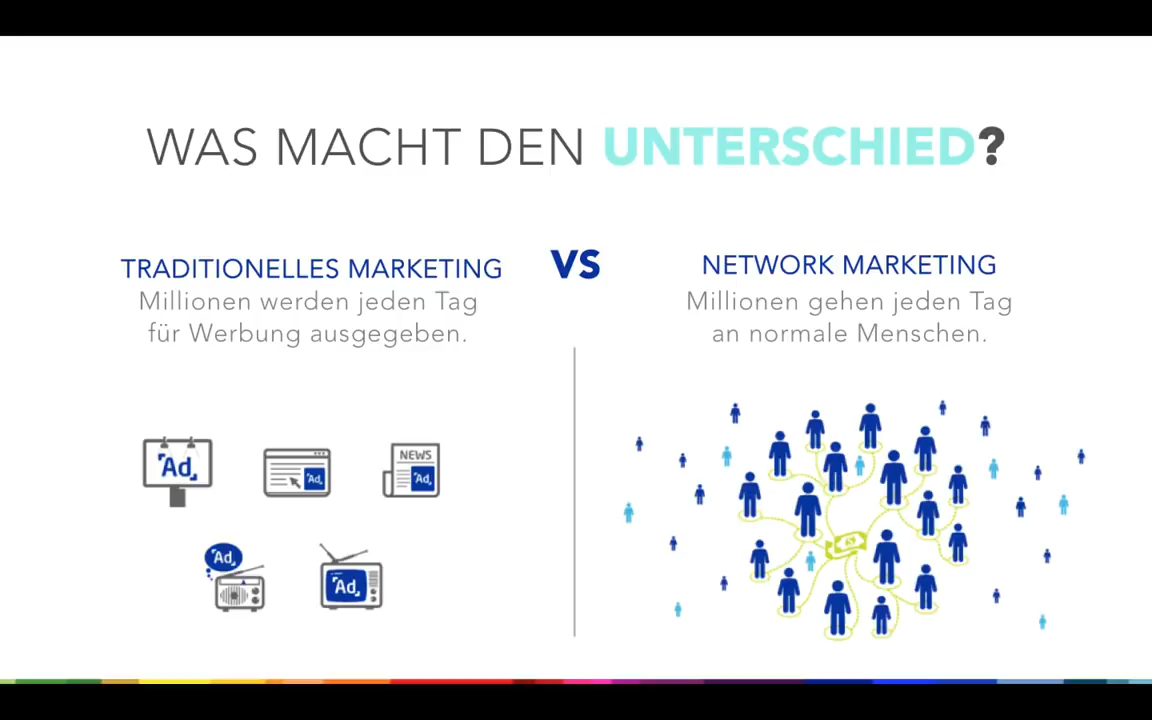 WAS MACHT DEN UNTERSCHIED?
TRADITIONELLES MARKETING
Millionen werden jeden Tag
für Werbung ausgegeben.
VS
NETWORK MARKETING
Millionen gehen jeden Tag
an normale Menschen.
Ad
Ad
NEWS
Ad
Ad
Ad
$